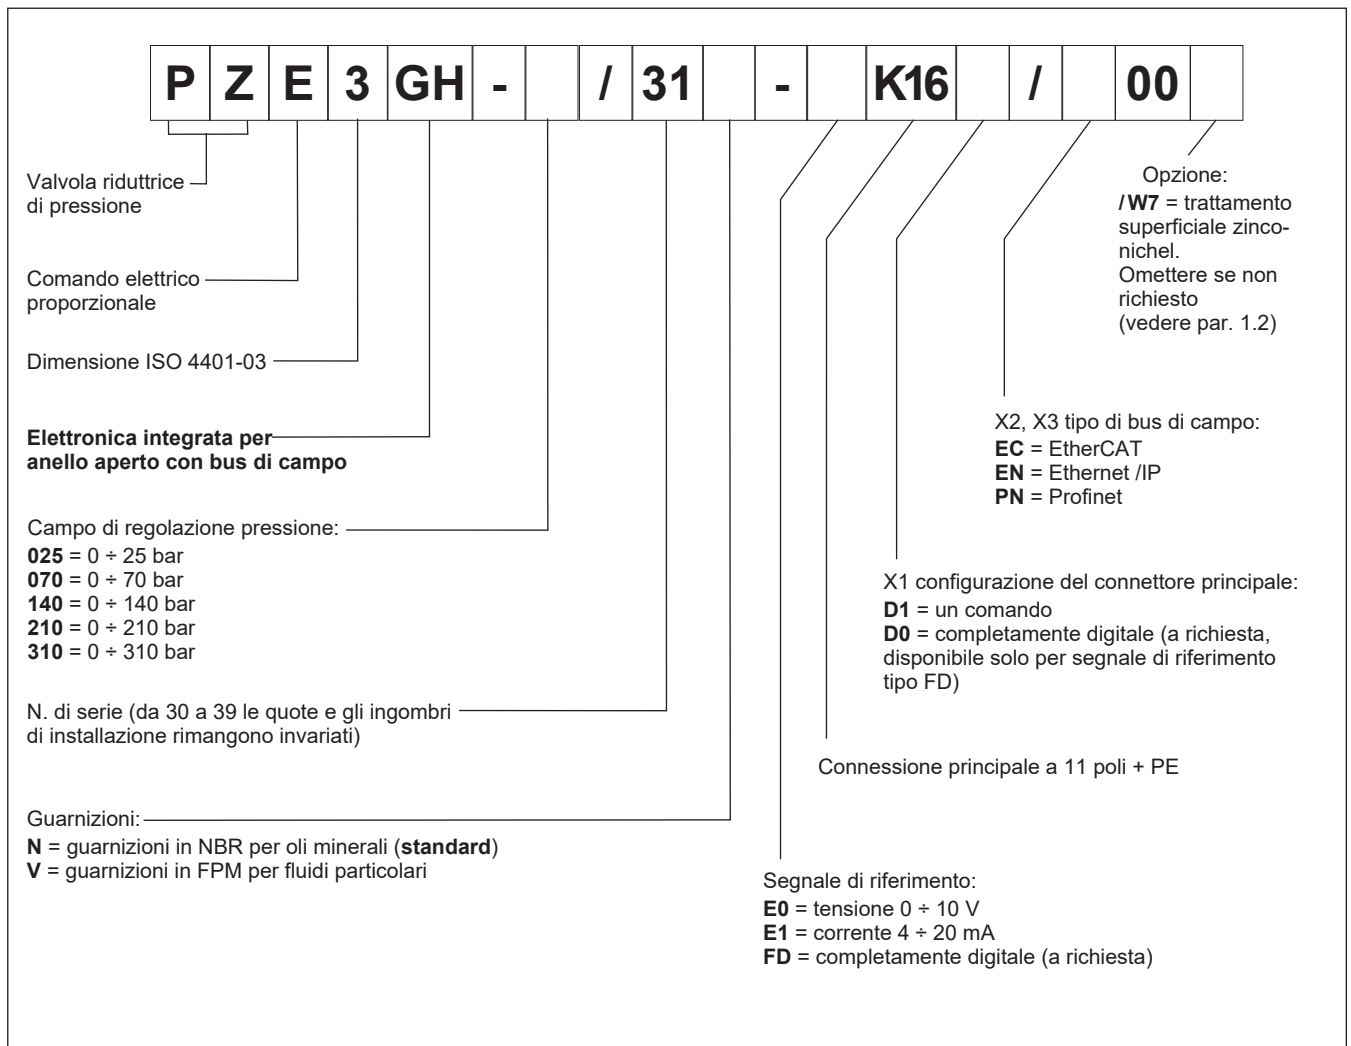 P Z E 3 GH - / 31 - K16 / 00
Valvola riduttrice
di pressione
Comando elettrico
proporzionale
Dimensione ISO 4401-03
Elettronica integrata per
anello aperto con bus di campo
Campo di regolazione pressione:
025 = 0 ÷ 25 bar
070 = 0 ÷ 70 bar
140 = 0 ÷ 140 bar
210 = 0 ÷ 210 bar
310 = 0 ÷ 310 bar
N. di serie (da 30 a 39 le quote e gli ingombri
di installazione rimangono invariati)
Guarnizioni:
N = guarnizioni in NBR per oli minerali (standard)
V = guarnizioni in FPM per fluidi particolari
Opzione:
/ W7 = trattamento
superficiale zinco-
nichel.
Omettere se non
richiesto
(vedere par. 1.2)
X2, X3 tipo di bus di campo:
EC = EtherCAT
EN = Ethernet /IP
PN = Profinet
X1 configurazione del connettore principale:
D1 = un comando
D0 = completamente digitale (a richiesta,
disponibile solo per segnale di riferimento
tipo FD)
Connessione principale a 11 poli + PE
Segnale di riferimento:
E0 = tensione 0 ÷ 10 V
E1 = corrente 4 ÷ 20 mA
FD = completamente digitale (a richiesta)